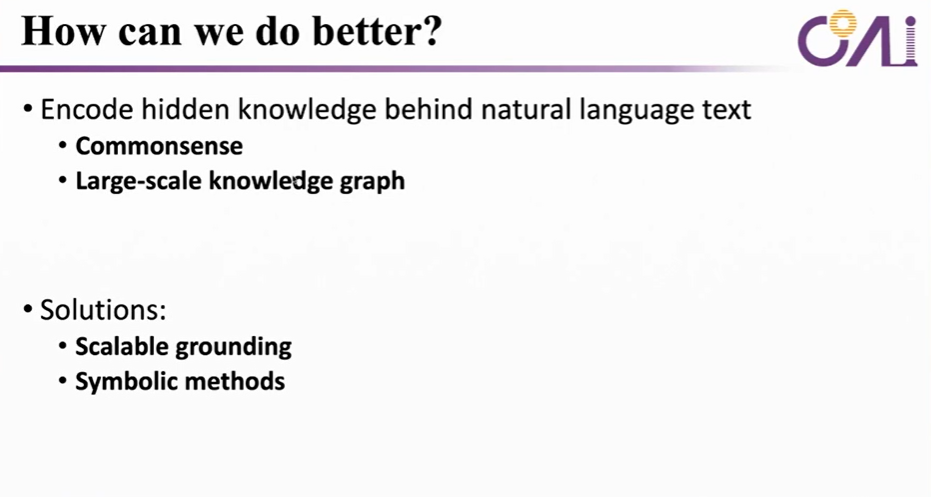 How can we do better?
COAI
• Encode hidden knowledge behind natural language text
• Commonsense
• Large-scale knowledge graph
• Solutions:
• Scalable grounding
• Symbolic methods